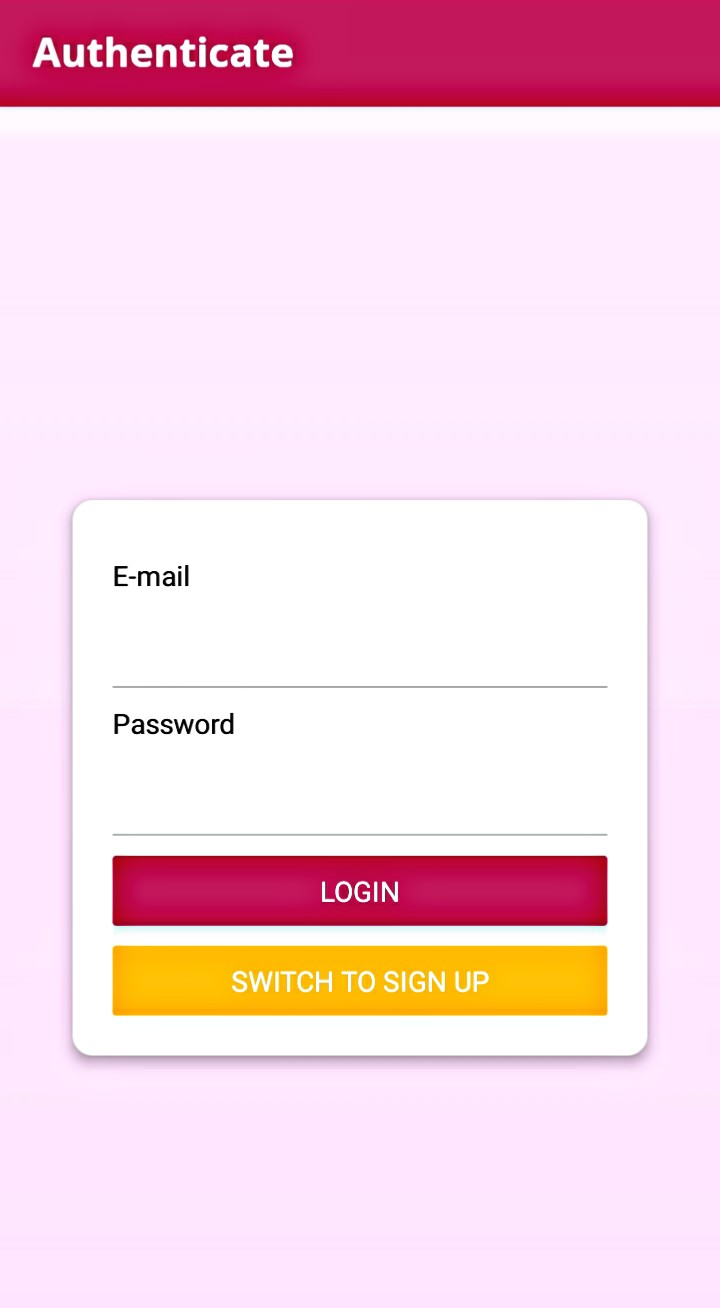 Authenticate
E-mail
Password
LOGIN
SWITCH TO SIGN UP